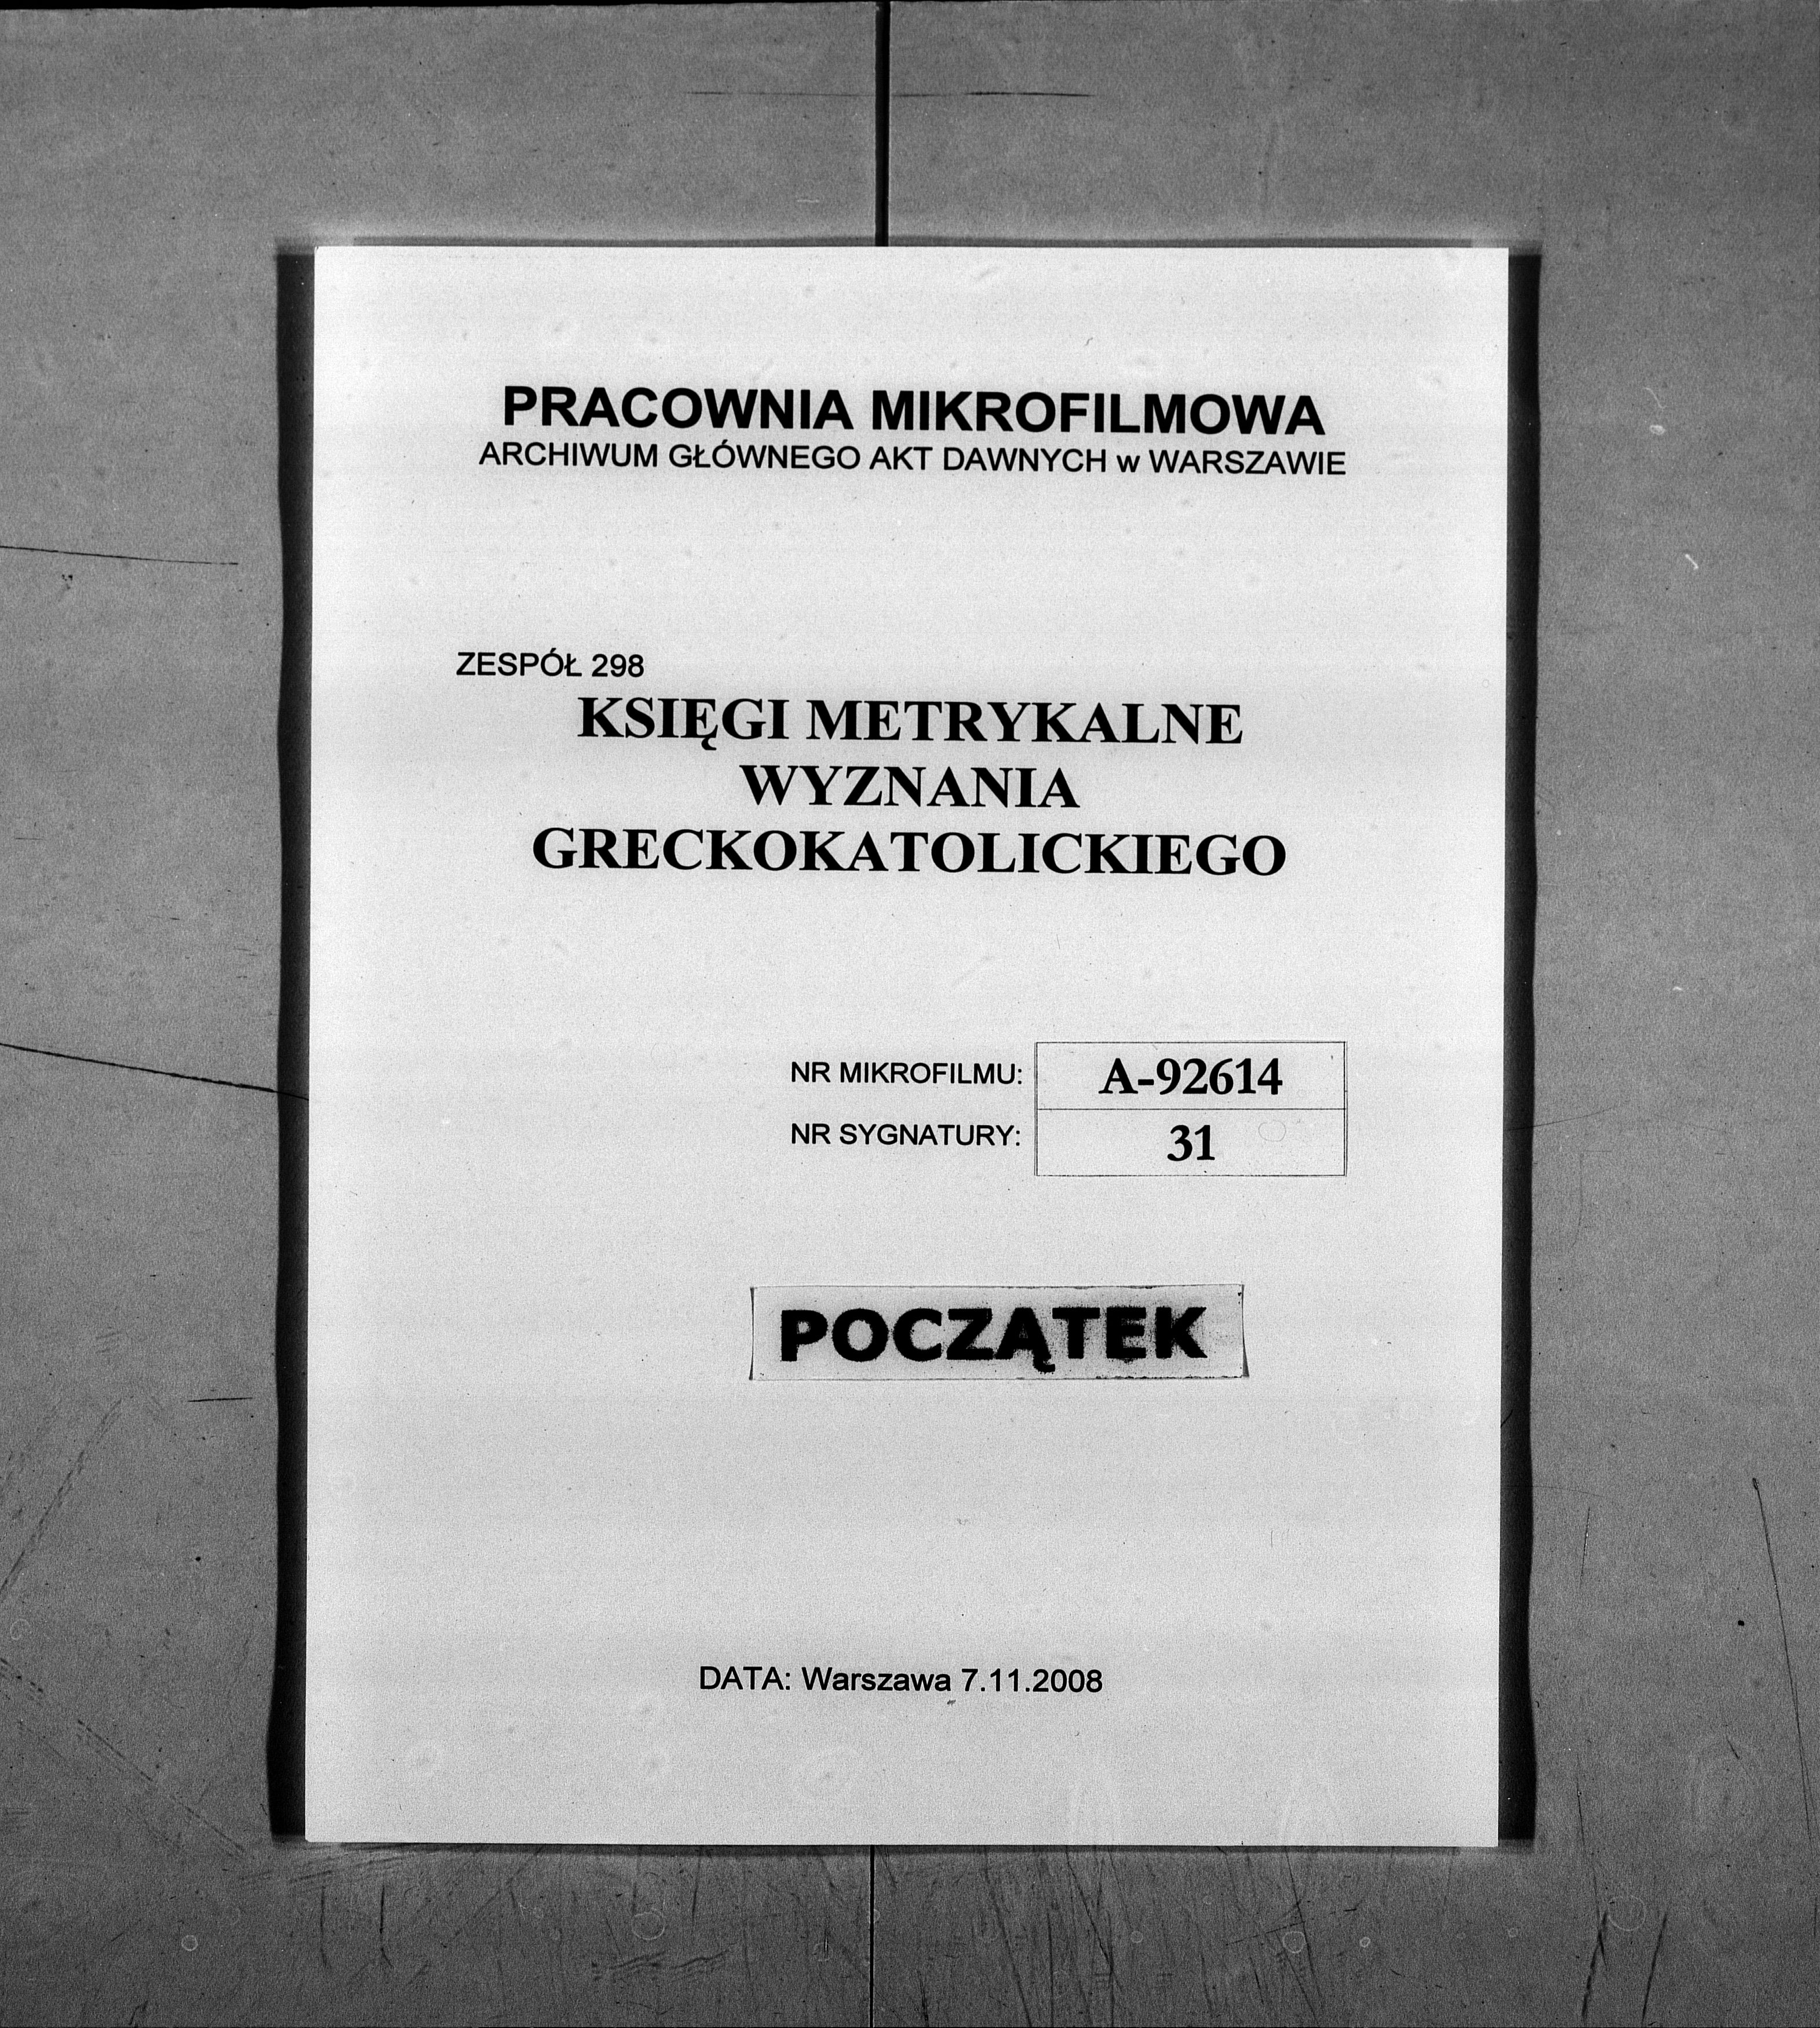 PRACOWNIA MIKROFILMOWA
ARCHIWUM GŁÓWNEGO AKT DAWNYCH w WARSZAWIE
ZESPÓŁ 298
KSIĘGI METRYKALNE
WYZNANIA
GRECKOKATOLICKIEGO
NR MIKROFILMU: A-92614
NR SYGNATURY: 31
POCZĄTEK
DATA: Warszawa 7.11.2008